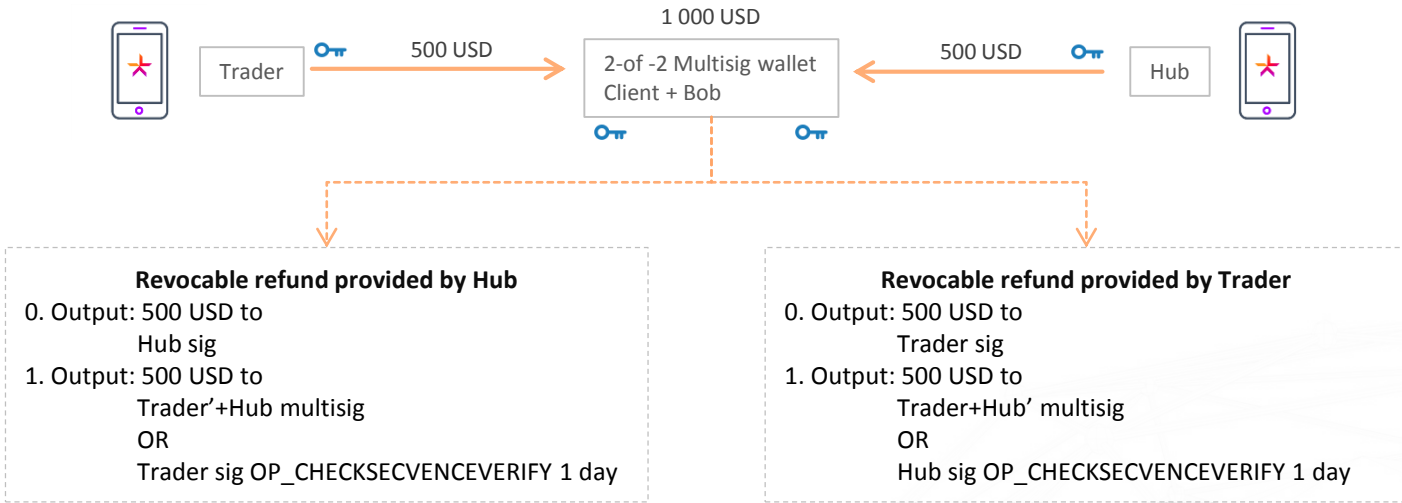 1 000 USD
Trader
500 USD
2-of -2 Multisig wallet
Client + Bob
500 USD
Hub
Revocable refund provided by Hub
0. Output: 500 USD to
Hub sig
1. Output: 500 USD to
Trader’+Hub multisig
OR
Trader sig OP_CHECKSECVENCEVERIFY 1 day
Revocable refund provided by Trader
0. Output: 500 USD to
Trader sig
1. Output: 500 USD to
Trader+Hub’ multisig
OR
Hub sig OP_CHECKSECVENCEVERIFY 1 day